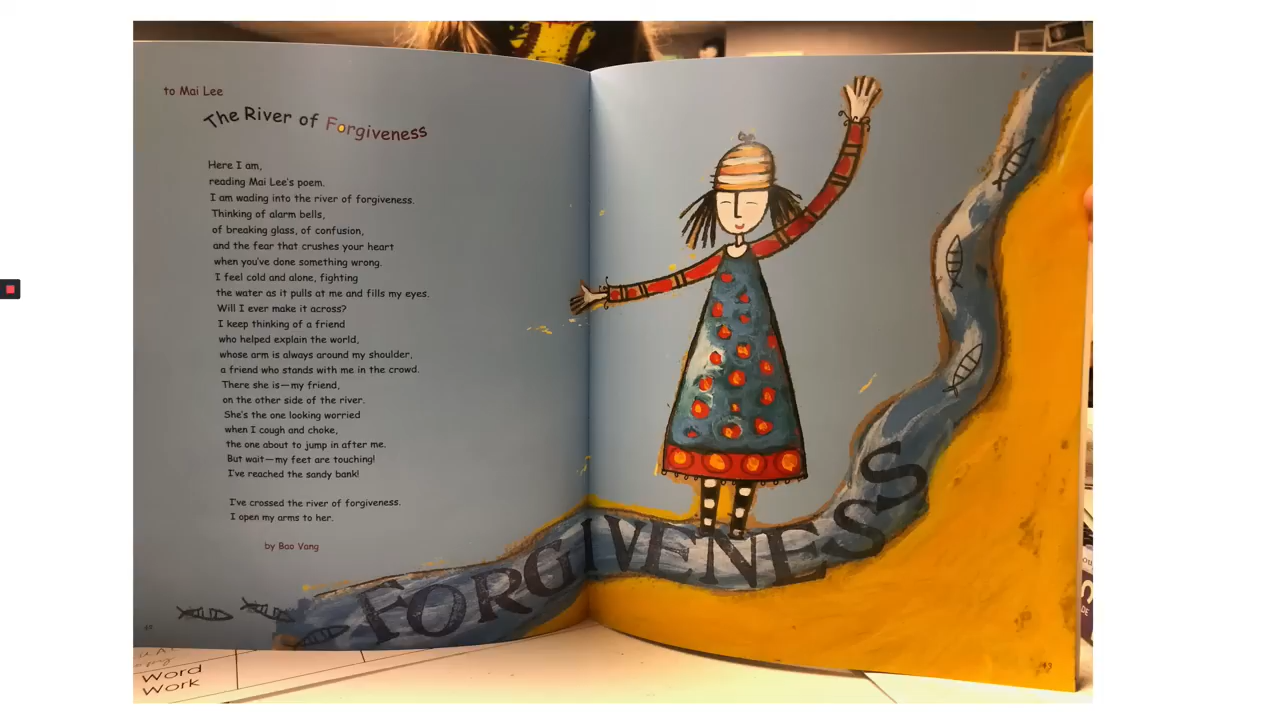 to Mai Lee
The River of Forgiveness
Here I am,
reading Mai Lee's poem.
I am wading into the river of forgiveness.
Thinking of alarm bells,
of breaking glass, of confusion,
and the fear that crushes your heart
when you've done something wrong.
I feel cold and alone, fighting
the water as it pulls at me and fills my eyes.
Will I ever make it across?
I keep thinking of a friend
who helped explain the world,
whose arm is always around my shoulder,
a friend who stands with me in the crowd.
There she is—my friend,
on the other side of the river.
She's the one looking worried
when I cough and choke,
the one about to jump in after me.
But wait—my feet are touching!
I've reached the sandy bank!
I've crossed the river of forgiveness.
I open my arms to her.
by Bao Vang
FORGIVENESS
Word
Work